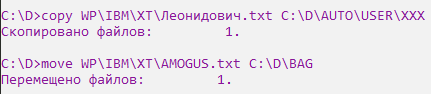 C:\D>copy WP\IBM\XT\Леонидович.txt C:\D\AUTO\USER\XXX
Скопировано файлов:         1.
C:\D>move WP\IBM\XT\AMOGUS.txt C:\D\BAG
Перемещено файлов:         1.